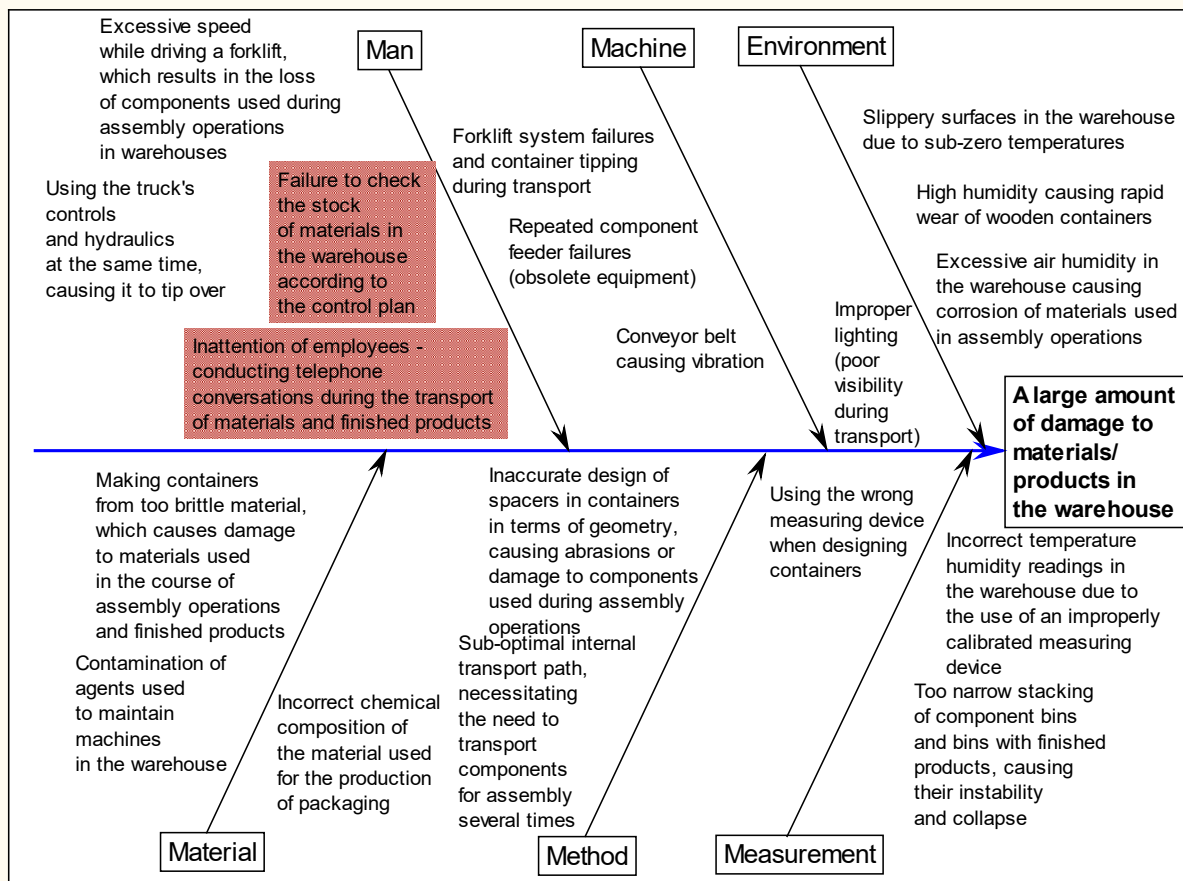 Excessive speed
while driving a forklift,
which results in the loss
of components used during
assembly operations
in warehouses
Man
Machine
Environment
Using the truck's
controls
and hydraulics
at the same time,
causing it to tip over
Failure to check
the stock
of materials in
the warehouse
according to
the control plan
Inattention of employees -
conducting telephone
conversations during the transport
of materials and finished products
Forklift system failures
and container tipping
during transport
Repeated component
feeder failures
(obsolete equipment)
Conveyor belt
causing vibration
Slippery surfaces in the warehouse
due to sub-zero temperatures
High humidity causing rapid
wear of wooden containers
Excessive air humidity in
the warehouse causing
corrosion of materials used
in assembly operations
Improper
lighting
(poor
visibility
during
transport)
A large amount
of damage to
materials/
products in
the warehouse
Making containers
from too brittle material,
which causes damage
to materials used
in the course of
assembly operations
and finished products
Contamination of
agents used
to maintain
machines
in the warehouse
Incorrect chemical
composition of
the material used
for the production
of packaging
Inaccurate design of
spacers in containers
in terms of geometry,
causing abrasions or
damage to components
used during assembly
operations
Sub-optimal internal
transport path,
necessitating
the need to
transport
components
for assembly
several times
Using the wrong
measuring device
when designing
containers
Incorrect temperature
humidity readings in
the warehouse due to
the use of an improperly
calibrated measuring
device
Too narrow stacking
of component bins
and bins with finished
products, causing
their instability
and collapse
Material
Method
Measurement